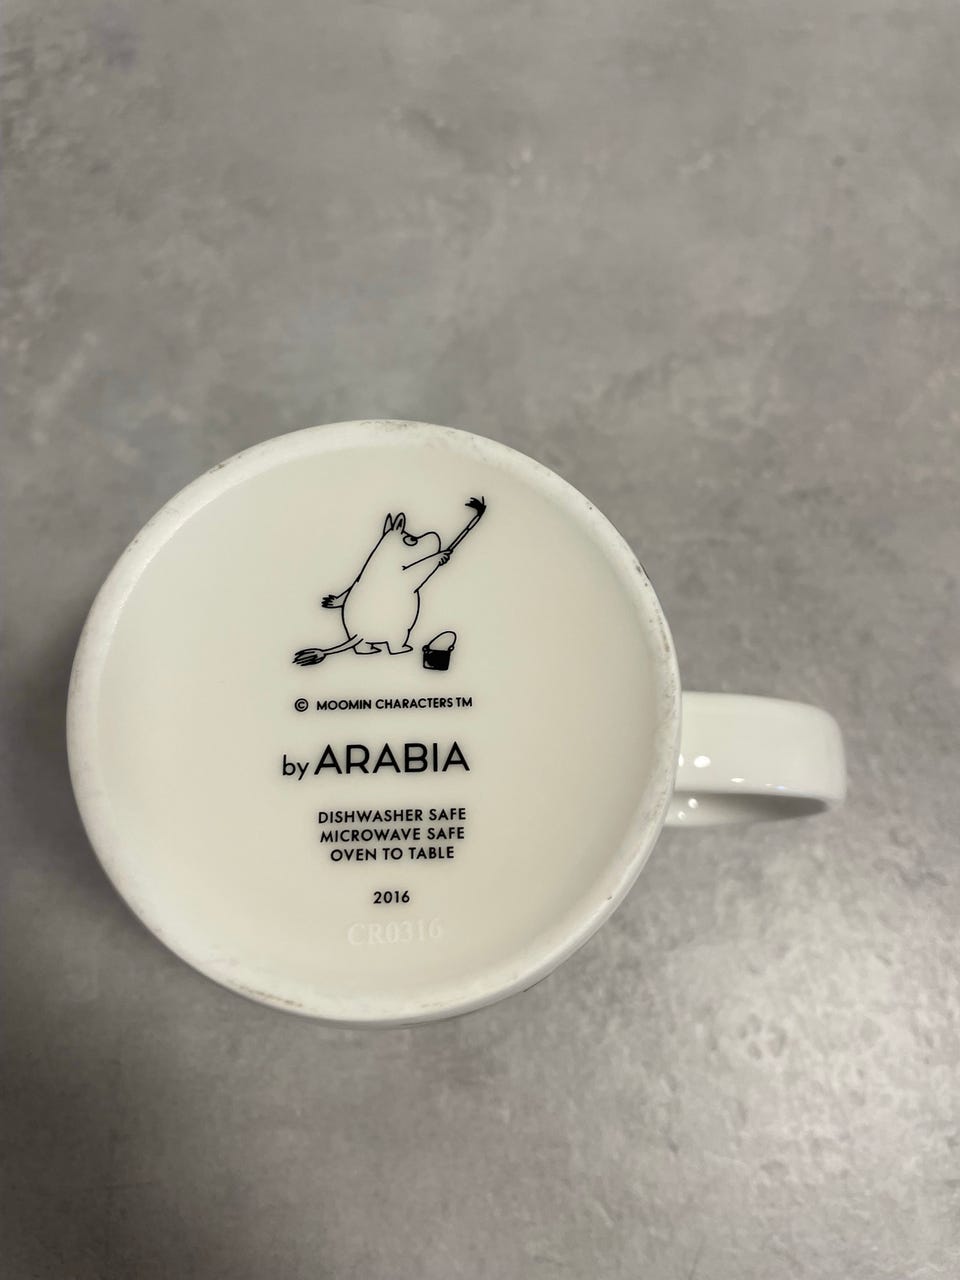 © MOOMIN CHARACTERS TM
by ARABIA
DISHWASHER SAFE
MICROWAVE SAFE
OVEN TO TABLE
2016
CR0316